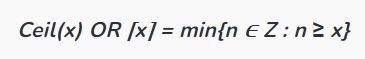 Ceil(x) OR ⌈x⌉ = min{n ∈ Z : n ≥ x}